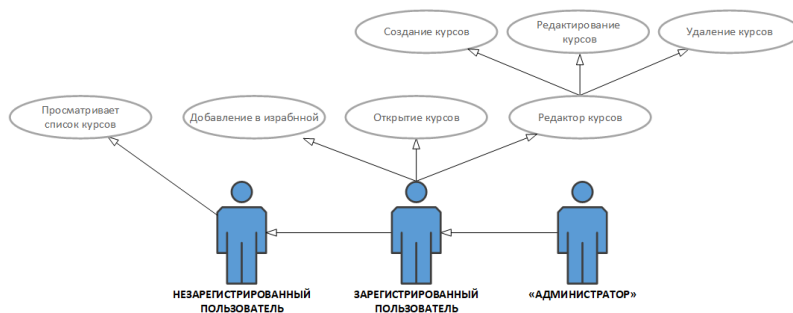 Создание курсов
Редактирование
курсов
Удаление курсов
Просматривает
список курсов
Добавление в израбнной
Открытие курсов
Редактор курсов
НЕЗАРЕГИСТРИРОВАННЫЙ
ПОЛЬЗОВАТЕЛЬ
ЗАРЕГИСТРИРОВАННЫЙ
ПОЛЬЗОВАТЕЛЬ
«АДМИНИСТРАТОР»